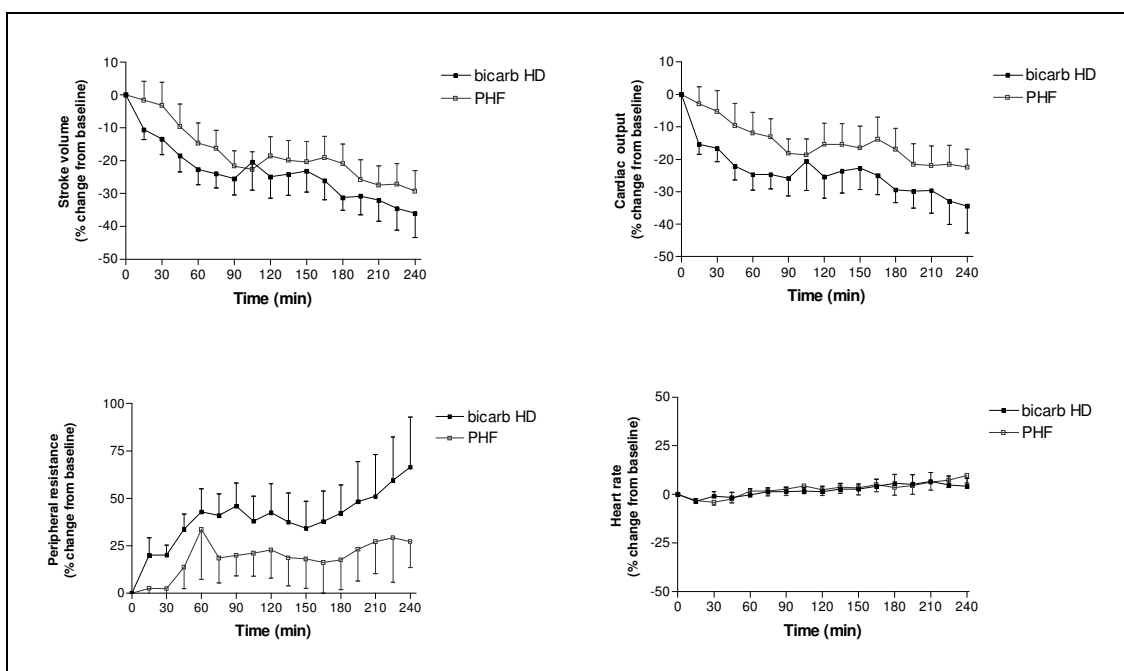 10
0
-10
-20
-30
-40
-50
0 30 60 90 120 150 180 210 240
Stroke volume
(% change from baseline)
Time (min)
bicarb HD
PHF
10
0
-10
-20
-30
-40
-50
0 30 60 90 120 150 180 210 240
Cardiac output
(% change from baseline)
Time (min)
bicarb HD
PHF
100
75
50
25
0
0 30 60 90 120 150 180 210 240
Peripheral resistance
(% change from baseline)
Time (min)
bicarb HD
PHF
50
25
0
-25
-50
0 30 60 90 120 150 180 210 240
Heart rate
(% change from baseline)
Time (min)
bicarb HD
PHF